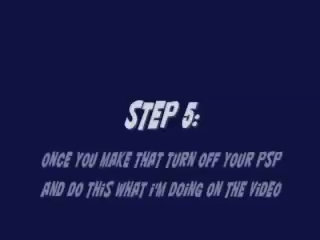 STEP 5:
ONCE YOU MAKE THAT TURN OFF YOUR PSP
AND DO THIS WHAT I'M DOING ON THE VIDEO